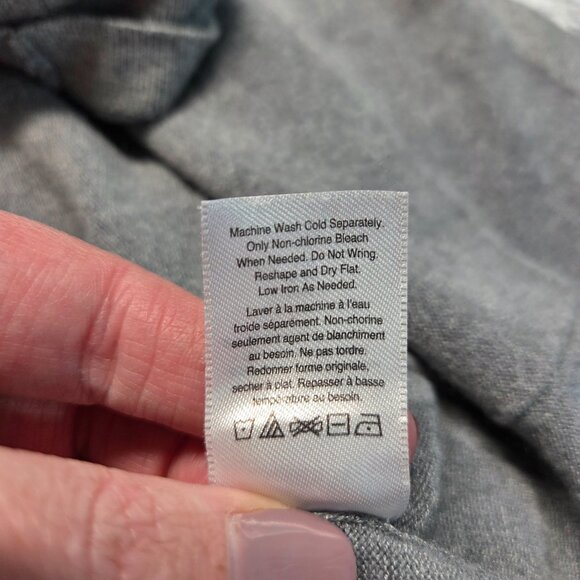 Machine Wash Cold Separately.
Only Non-chlorine Bleach
When Needed. Do Not Wring.
Reshape and Dry Flat.
Low Iron As Needed.
Laver à la machine à l'eau
froide séparément. Non-chlorine
seulement agent de blanchiment
au besoin. Ne pas tordre.
Redonner forme originale,
secher à plat. Repasser à basse
température au besoin.